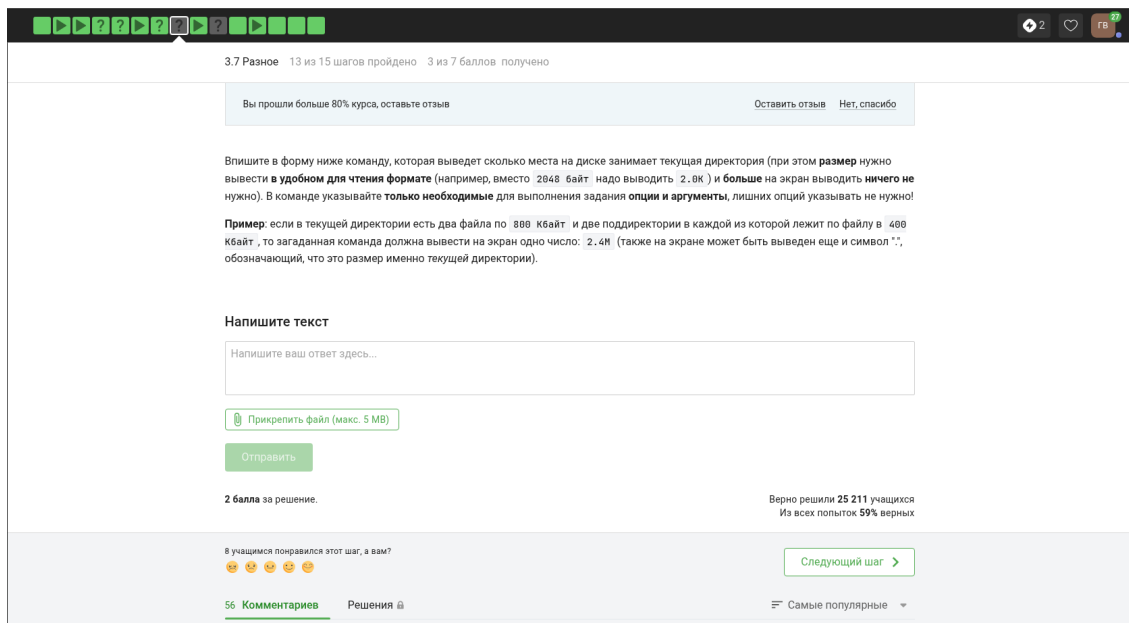 ? ? ? ? ?
2 ГВ 27
3.7 Разное 13 из 15 шагов пройдено 3 из 7 баллов получено
Вы прошли больше 80% курса, оставьте отзыв Оставить отзыв Нет, спасибо
Впишите в форму ниже команду, которая выведет сколько места на диске занимает текущая директория (при этом размер нужно
вывести в удобном для чтения формате (например, вместо 2048 байт надо выводить 2.0K ) и больше на экран выводить ничего не
нужно). В команде указывайте только необходимые для выполнения задания опции и аргументы, лишних опций указывать не нужно!
Пример: если в текущей директории есть два файла по 800 Кбайт и две поддиректории в каждой из которой лежит по файлу в 400
Кбайт , то загаданная команда должна вывести на экран одно число: 2.4M (также на экране может быть выведен еще и символ ".",
обозначающий, что это размер именно текущей директории).
Напишите текст
Напишите ваш ответ здесь...
Прикрепить файл (макс. 5 MB)
Отправить
2 балла за решение. Верно решили 25 211 учащихся
Из всех попыток 59% верных
8 учащимся понравился этот шаг, а вам?
Следующий шаг
56 Комментариев Решения Самые популярные